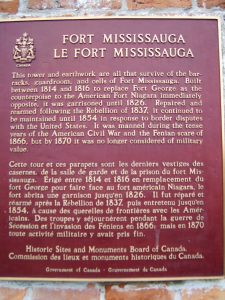 CANADA
FORT MISSISSAUGA
LE FORT MISSISSAUGA
This tower and earthwork are all that survive of the bar-
racks, guardroom, and cells of Fort Mississauga. Built
between 1814 and 1816 to replace Fort George as the
counterpoise to the American Fort Niagara immediately
opposite, it was garrisoned until 1826. Repaired and
rearmed following the Rebellion of 1837, it continued to
be maintained until 1854 in response to border disputes
with the United States. It was manned during the tense
years of the American Civil War and the Fenian scare of
1866, but by 1870 it was no longer considered of military
value.
Cette tour et ces parapets sont les derniers vestiges des
casernes, de la salle de garde et de la prison du fort Mis-
sissauga. Érigé entre 1814 et 1816 en remplacement du
fort George pour faire face au fort américain Niagara, le
fort abrita une garnison jusqu'en 1826. Il fut réparé et
réarmé après la Rebellion de 1837, puis entretenu jusqu'en
1854, à cause des querelles de frontières avec les Amé-
ricains. Des troupes y séjournèrent pendant la guerre de
Sécession et l'invasion des Féniens en 1866; mais en 1870
toute activité militaire y avait pris fin.
Historic Sites and Monuments Board of Canada.
Commission des lieux et monuments historiques du Canada.
Government of Canada - Gouvernement du Canada